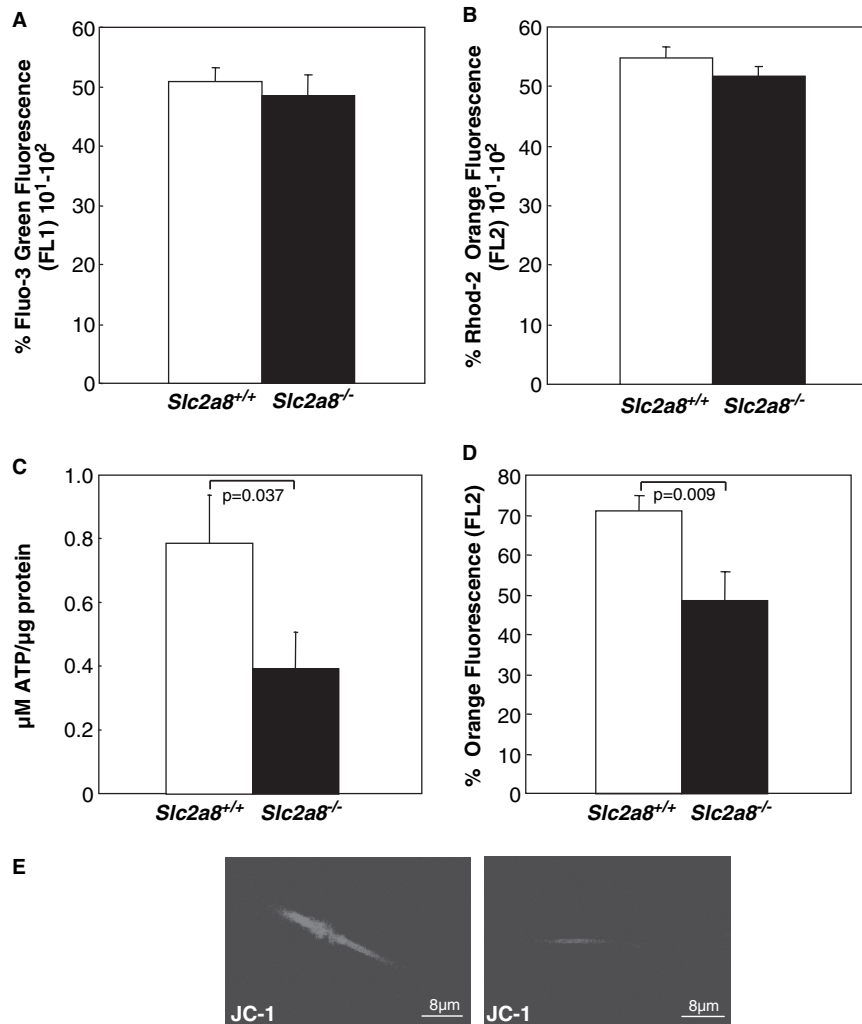 A
% Fluo-3 Green Fluorescence
(FL1) 10¹-10²
60
50
40
30
20
10
0
Slc2a8+/+ Slc2a8-/-
B
% Rhod-2 Orange Fluorescence
(FL2) 10¹-10²
60
50
40
30
20
10
0
Slc2a8+/+ Slc2a8-/-
C
µM ATP/µg protein
1.0
0.8
0.6
0.4
0.2
0
p=0.037
Slc2a8+/+ Slc2a8-/-
D
% Orange Fluorescence (FL2)
80
70
60
50
40
30
20
10
0
p=0.009
Slc2a8+/+ Slc2a8-/-
E
JC-1
8µm
JC-1
8µm